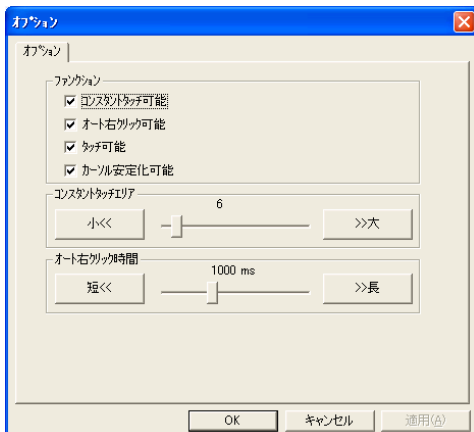 オプション
オプション
ファンクション
コンスタントタッチ可能
オート右クリック可能
タッチ可能
カーソル安定化可能
コンスタントタッチエリア
6
小<< >>大
オート右クリック時間
1000 ms
短<< >>長
OK キャンセル 適用(A)